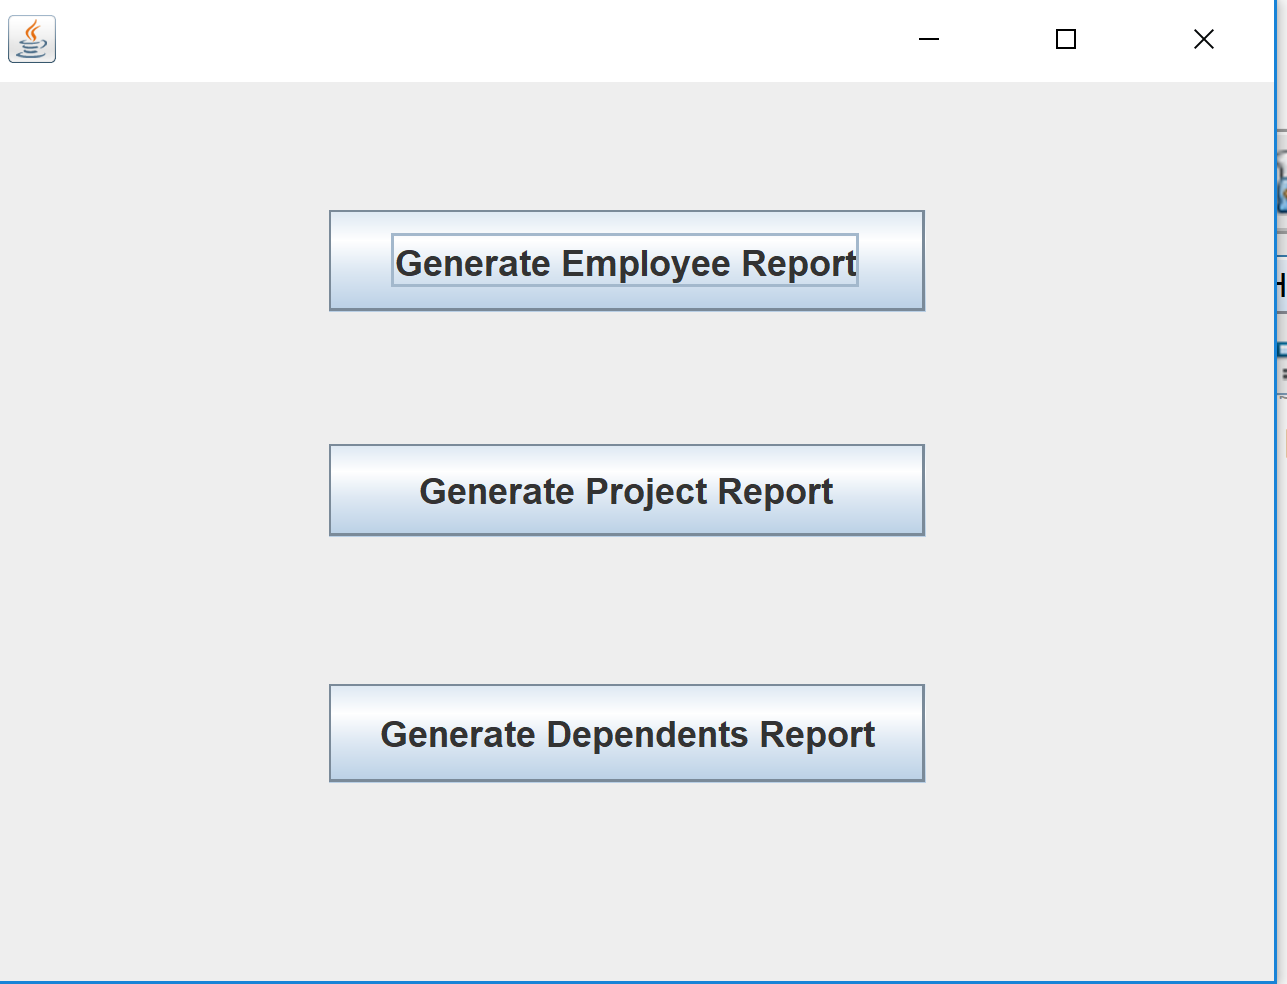 Generate Employee Report
Generate Project Report
Generate Dependents Report